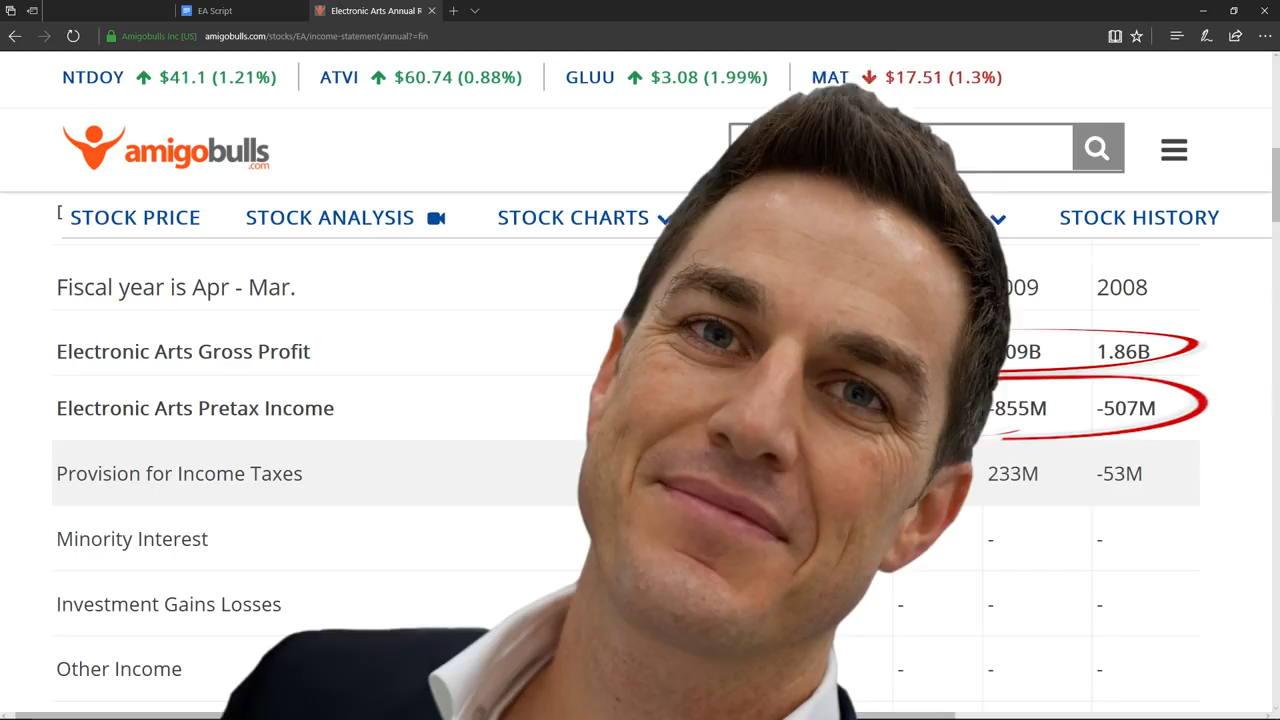 EA Script
Electronic Arts Annual R
Amigobulls Inc [US] amigobulls.com/stocks/EA/income-statement/annual?=fin
NTDOY $41.1 (1.21%) ATVI $60.74 (0.88%) GLUU $3.08 (1.99%) MAT $17.51 (1.3%)
amigobulls
.com
STOCK PRICE STOCK ANALYSIS STOCK CHARTS STOCK HISTORY
Fiscal year is Apr - Mar. 009 2008
Electronic Arts Gross Profit 09B 1.86B
Electronic Arts Pretax Income -855M -507M
Provision for Income Taxes 233M -53M
Minority Interest - -
Investment Gains Losses - - -
Other Income - - -